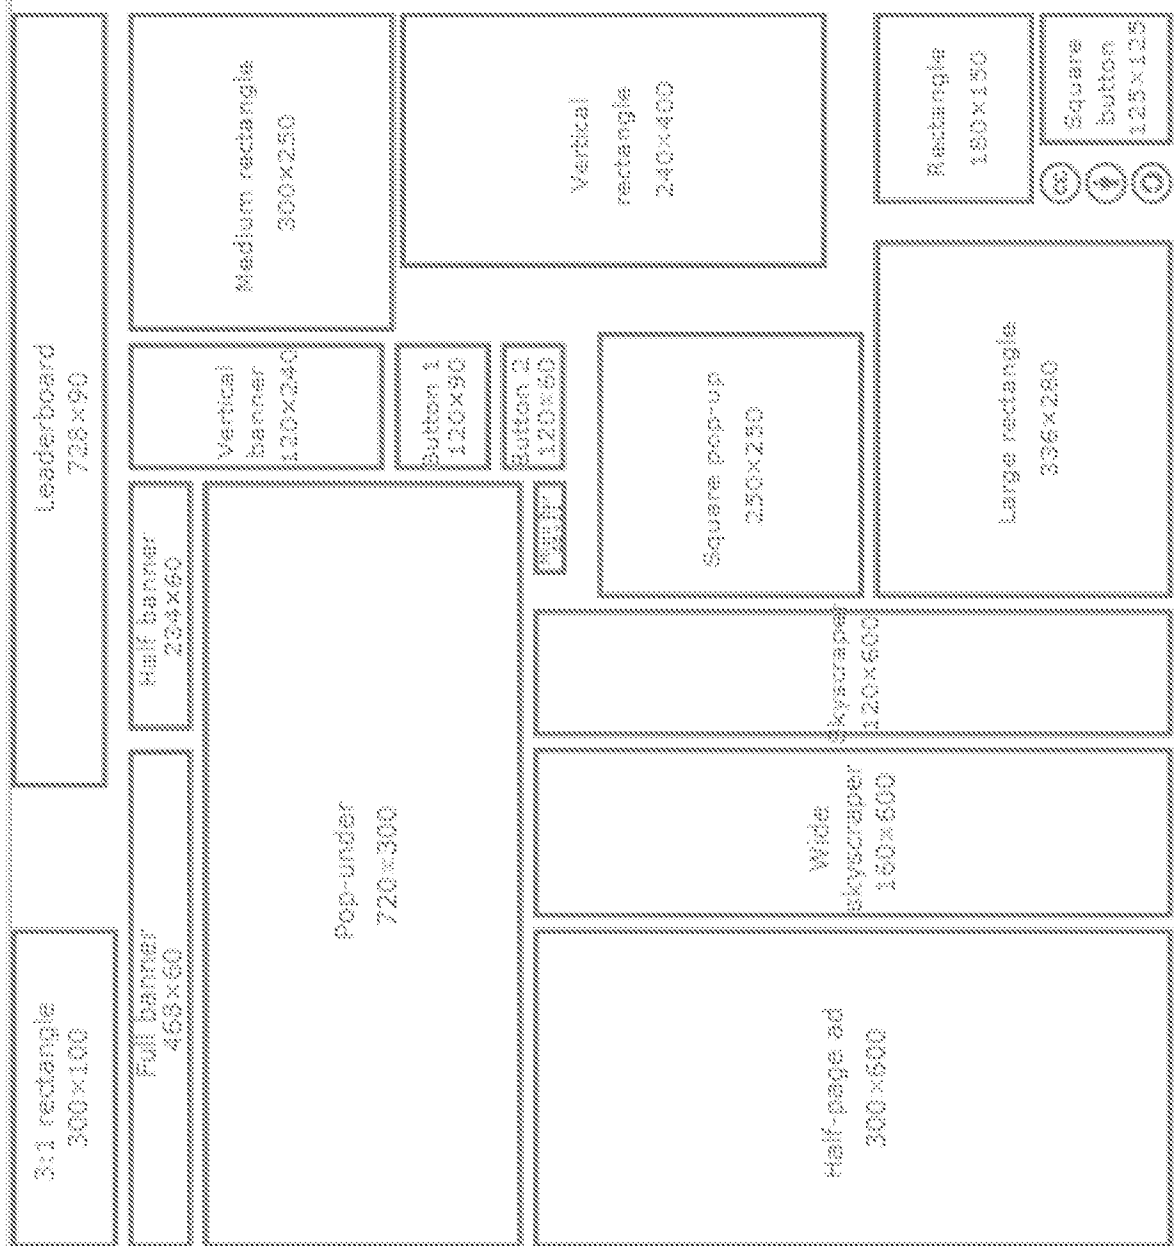 3:1 rectangle
300×100
Leaderboard
728×90
Full banner
468×60
Half banner
234×60
Vertical
banner
120×240
Medium rectangle
300×250
Pop-under
720×300
Button 1
120×90
Button 2
120×60
Vertical
rectangle
240×400
Half-page ad
300×600
Wide
skyscraper
160×600
Skyscraper
120×600
Square pop-up
250×250
Large rectangle
336×280
Rectangle
180×150
Square
button
125×125
cc